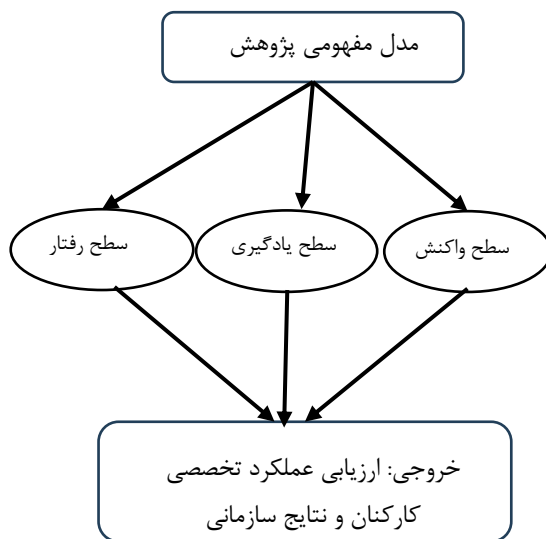 مدل مفهومی پژوهش
سطح واکنش
سطح یادگیری
سطح رفتار
خروجی: ارزیابی عملکرد تخصصی
کارکنان و نتایج سازمانی